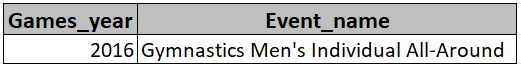 Games_year Event_name
2016 Gymnastics Men's Individual All-Around